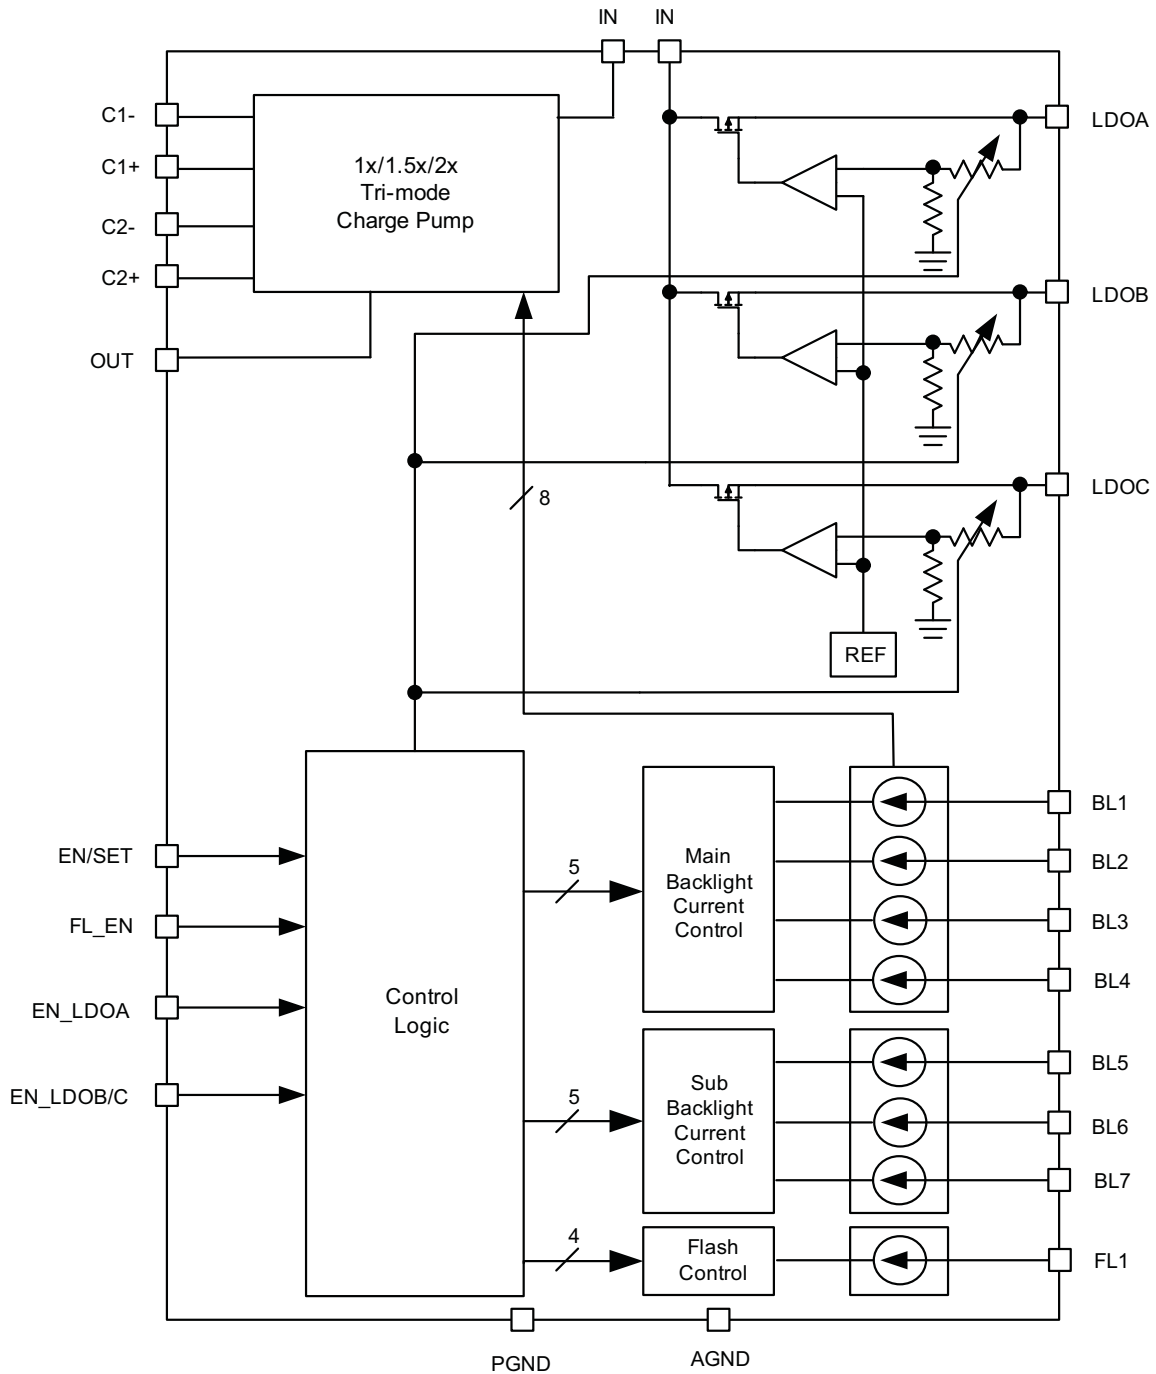 IN
IN
C1-
C1+
C2-
C2+
OUT
1x/1.5x/2x
Tri-mode
Charge Pump
LDOA
LDOB
LDOC
8
REF
EN/SET
FL_EN
EN_LDOA
EN_LDOB/C
Control
Logic
5
5
4
Main
Backlight
Current
Control
Sub
Backlight
Current
Control
Flash
Control
BL1
BL2
BL3
BL4
BL5
BL6
BL7
FL1
PGND
AGND